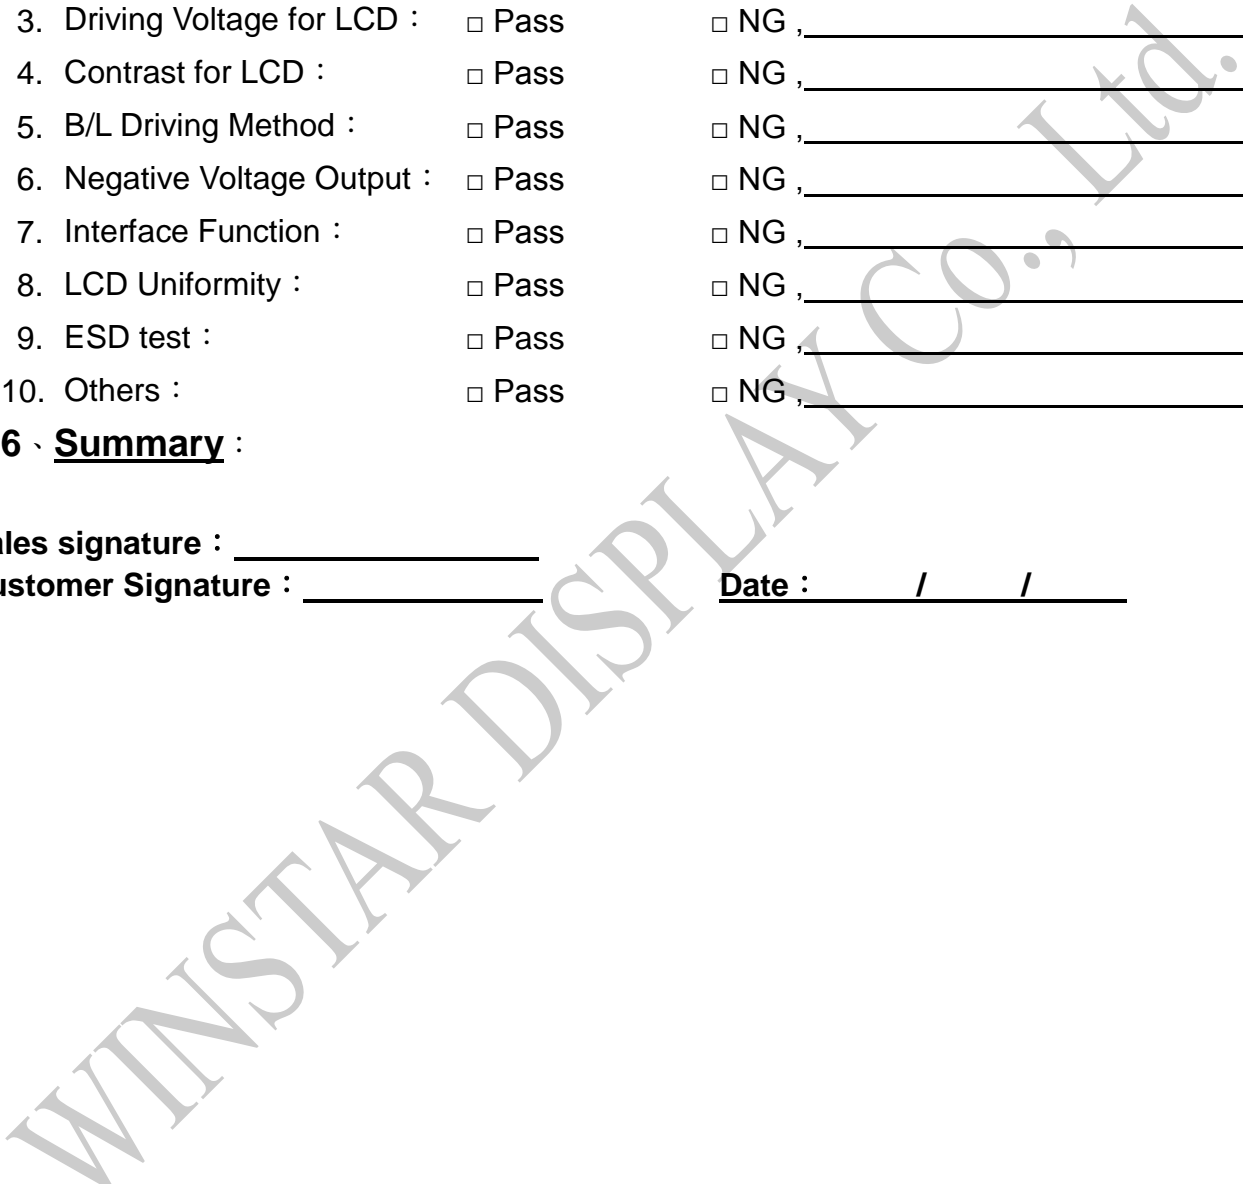 3. Driving Voltage for LCD： □ Pass □ NG ,
4. Contrast for LCD： □ Pass □ NG ,
5. B/L Driving Method： □ Pass □ NG ,
6. Negative Voltage Output： □ Pass □ NG ,
7. Interface Function： □ Pass □ NG ,
8. LCD Uniformity： □ Pass □ NG ,
9. ESD test： □ Pass □ NG ,
10. Others： □ Pass □ NG ,
6、Summary：
ales signature：
ustomer Signature： Date： / /
WINSTAR DISPLAY Co., Ltd.